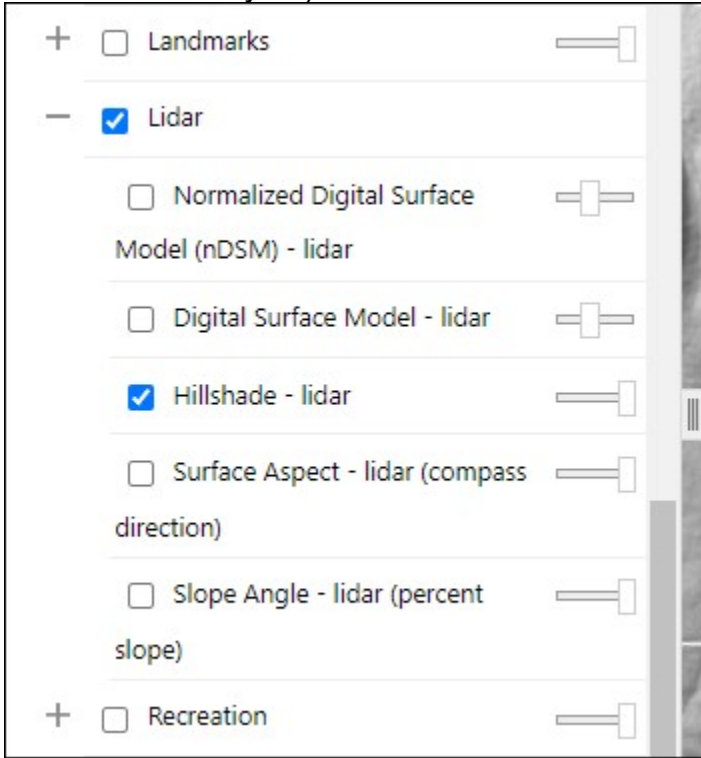 Landmarks
Lidar
Normalized Digital Surface
Model (nDSM) - lidar
Digital Surface Model - lidar
Hillshade - lidar
Surface Aspect - lidar (compass
direction)
Slope Angle - lidar (percent
slope)
Recreation